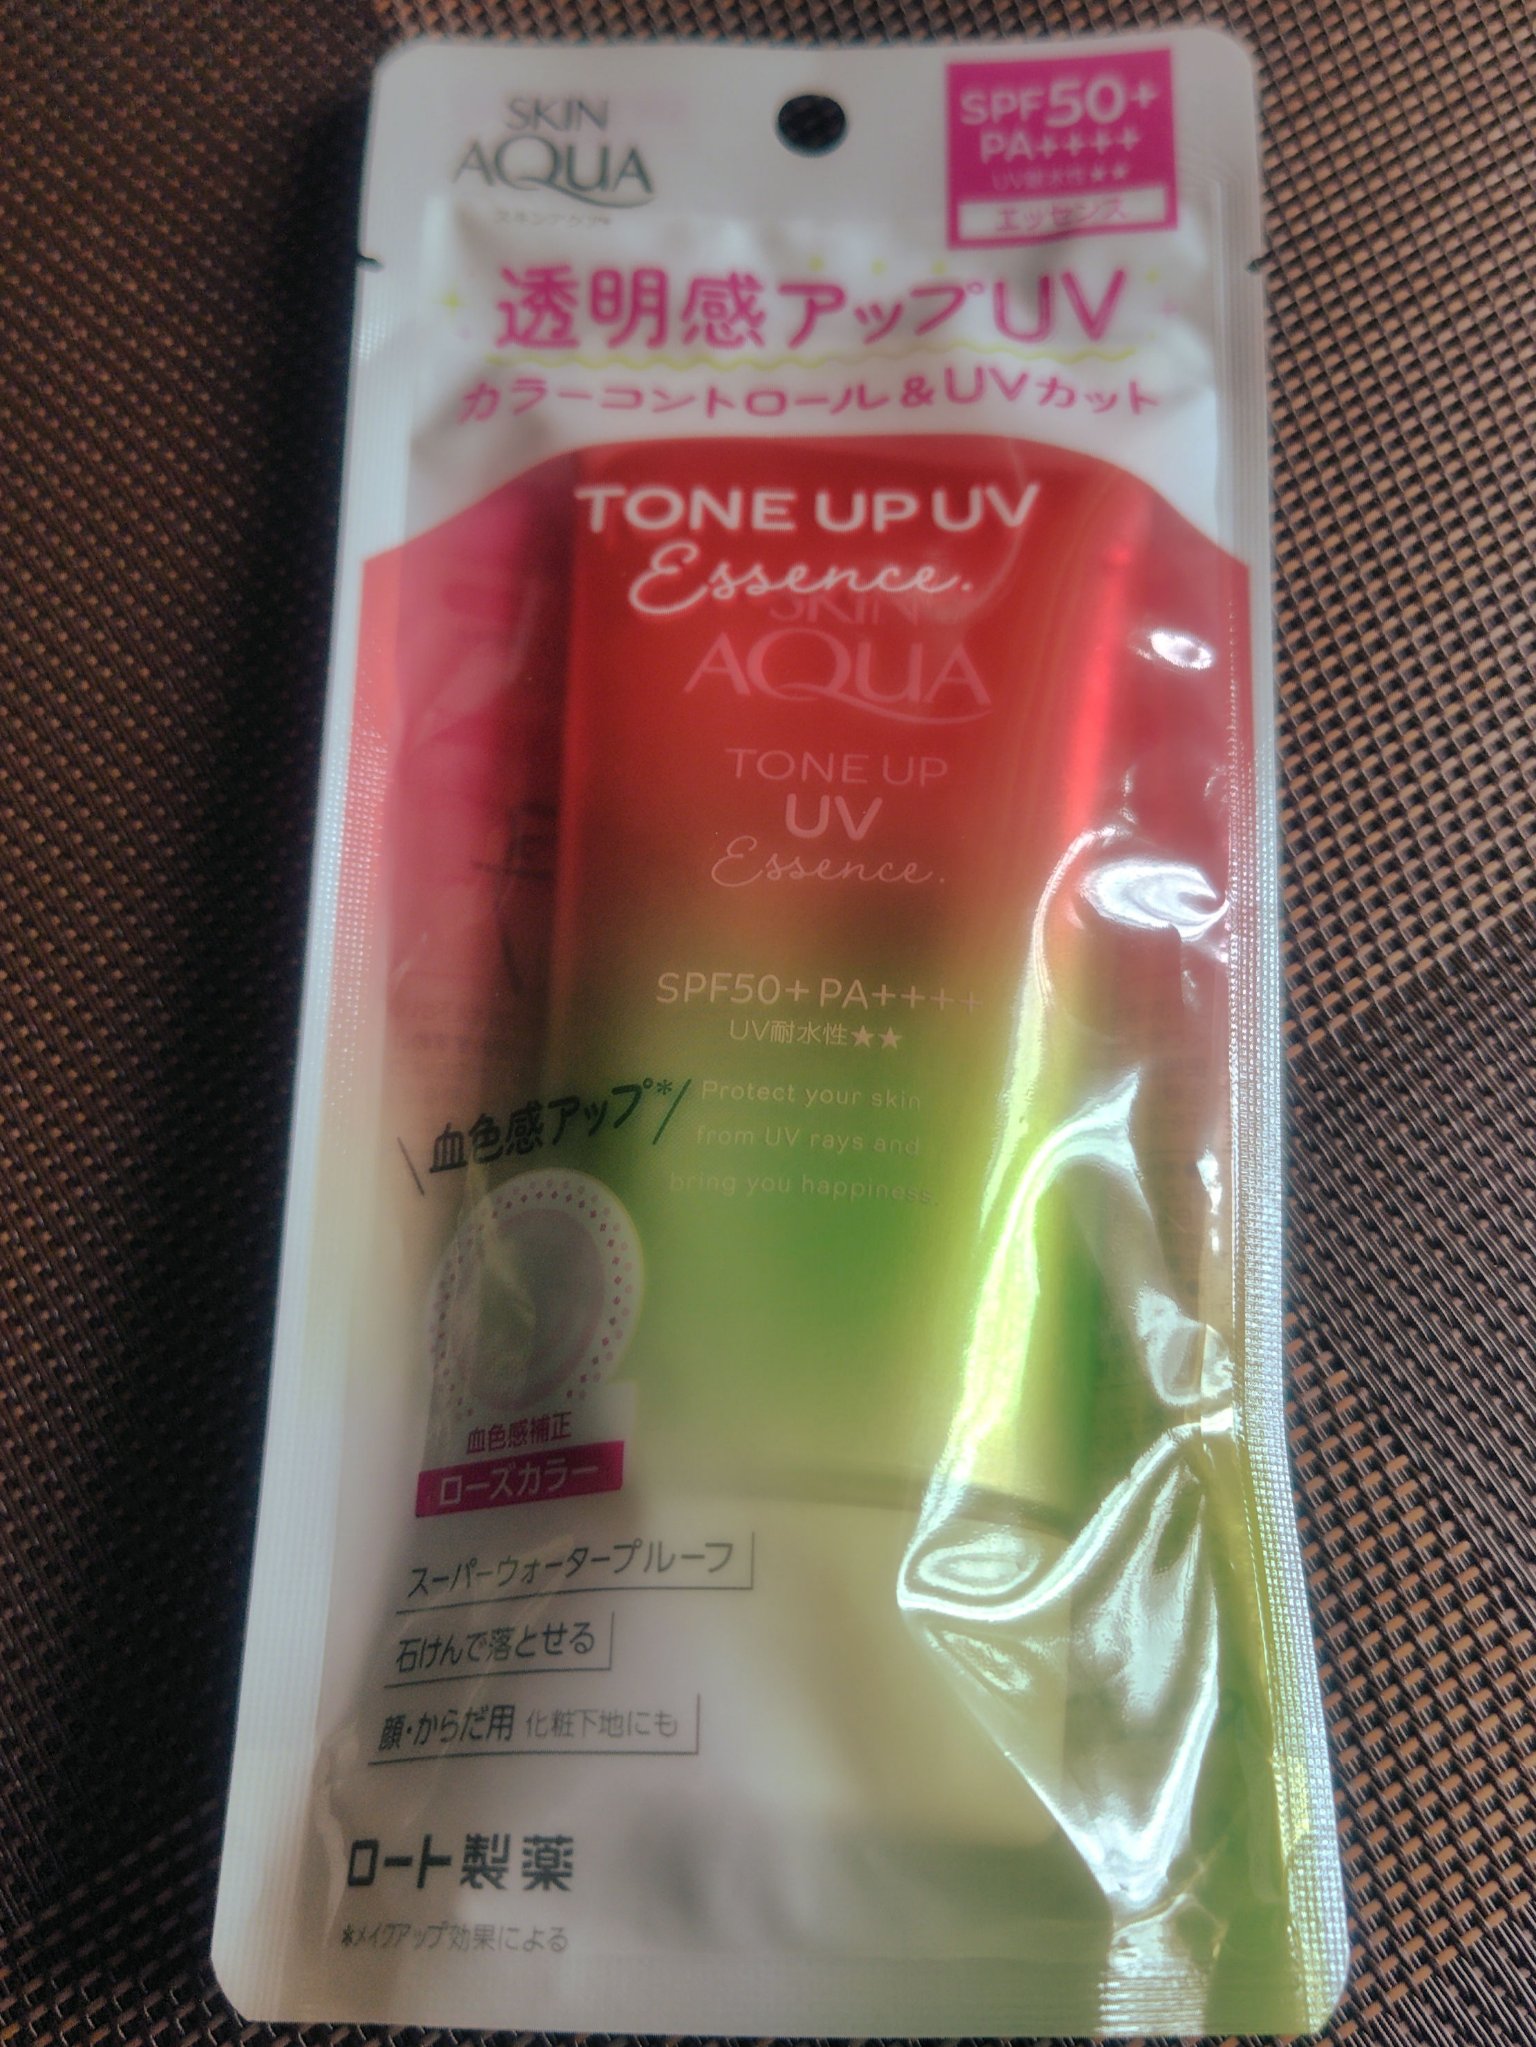 SKIN
AQUA
スキンアクア
SPF50+
PA++++
UV耐水性★★
エッセンス
透明感アップUV
カラーコントロール&UVカット
TONE UP UV
Essence.
SKIN
AQUA
TONE UP
UV
Essence.
SPF50+ PA++++
UV耐水性★★
Protect your skin
from UV rays and
bring you happiness.
\血色感アップ*/
血色感補正
ローズカラー
スーパーウォータープルーフ
石けんで落とせる
顔・からだ用 化粧下地にも
ロート製薬
*メイクアップ効果による